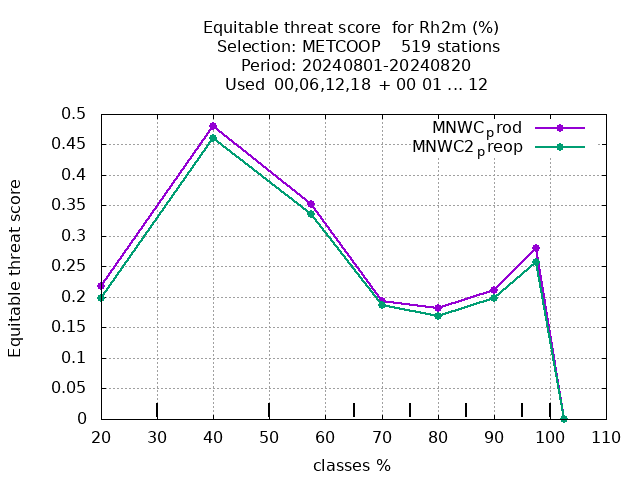 Equitable threat score  for Rh2m (%)
Selection: METCOOP    519 stations
Period: 20240801-20240820
Used  00,06,12,18 + 00 01 ... 12
MNWC_prod
MNWC2_preop
0.5
0.45
0.4
0.35
0.3
0.25
0.2
0.15
0.1
0.05
0
Equitable threat score
20 30 40 50 60 70 80 90 100 110
classes %